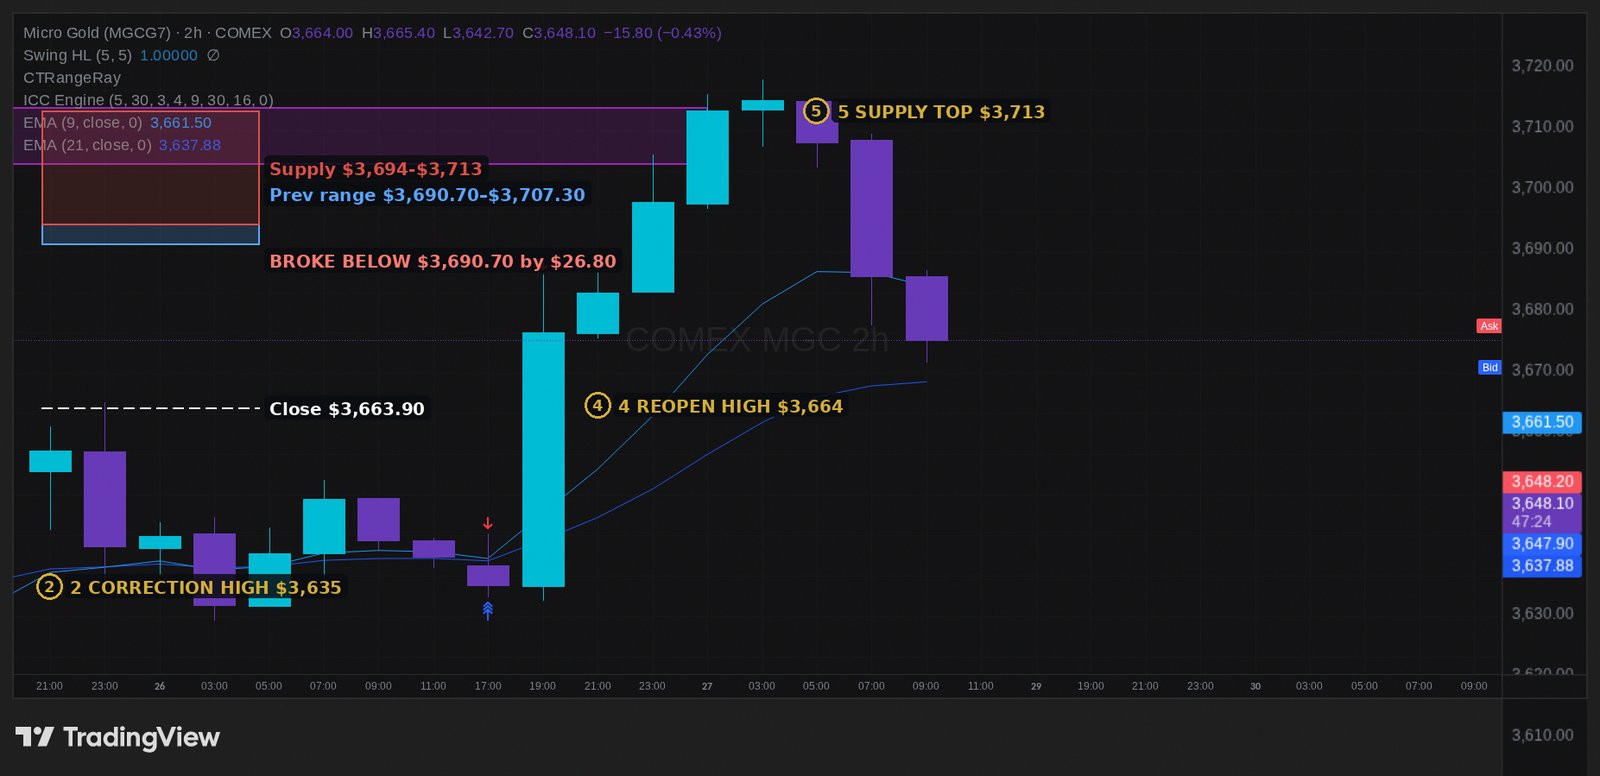 Micro Gold (MGCG7) · 2h · COMEX O3,664.00 H3,665.40 L3,642.70 C3,648.10 −15.80 (−0.43%)
Swing HL (5, 5) 1.00000 ∅
CTRangeRay
ICC Engine (5, 30, 3, 4, 9, 30, 16, 0)
EMA (9, close, 0) 3,661.50
EMA (21, close, 0) 3,637.88
5 5 SUPPLY TOP $3,713
Supply $3,694-$3,713
Prev range $3,690.70–$3,707.30
BROKE BELOW $3,690.70 by $26.80
COMEX MGC 2h
Close $3,663.90
4 4 REOPEN HIGH $3,664
2 2 CORRECTION HIGH $3,635
3,720.00
3,710.00
3,700.00
3,690.00
3,680.00
Ask
Bid
3,670.00
3,661.50
3,648.20
3,648.10
47:24
3,647.90
3,637.88
3,630.00
3,620.00
3,610.00
21:00 23:00 26 03:00 05:00 07:00 09:00 11:00 17:00 19:00 21:00 23:00 27 03:00 05:00 07:00 09:00 11:00 29 19:00 21:00 23:00 30 03:00 05:00 07:00 09:00
TradingView